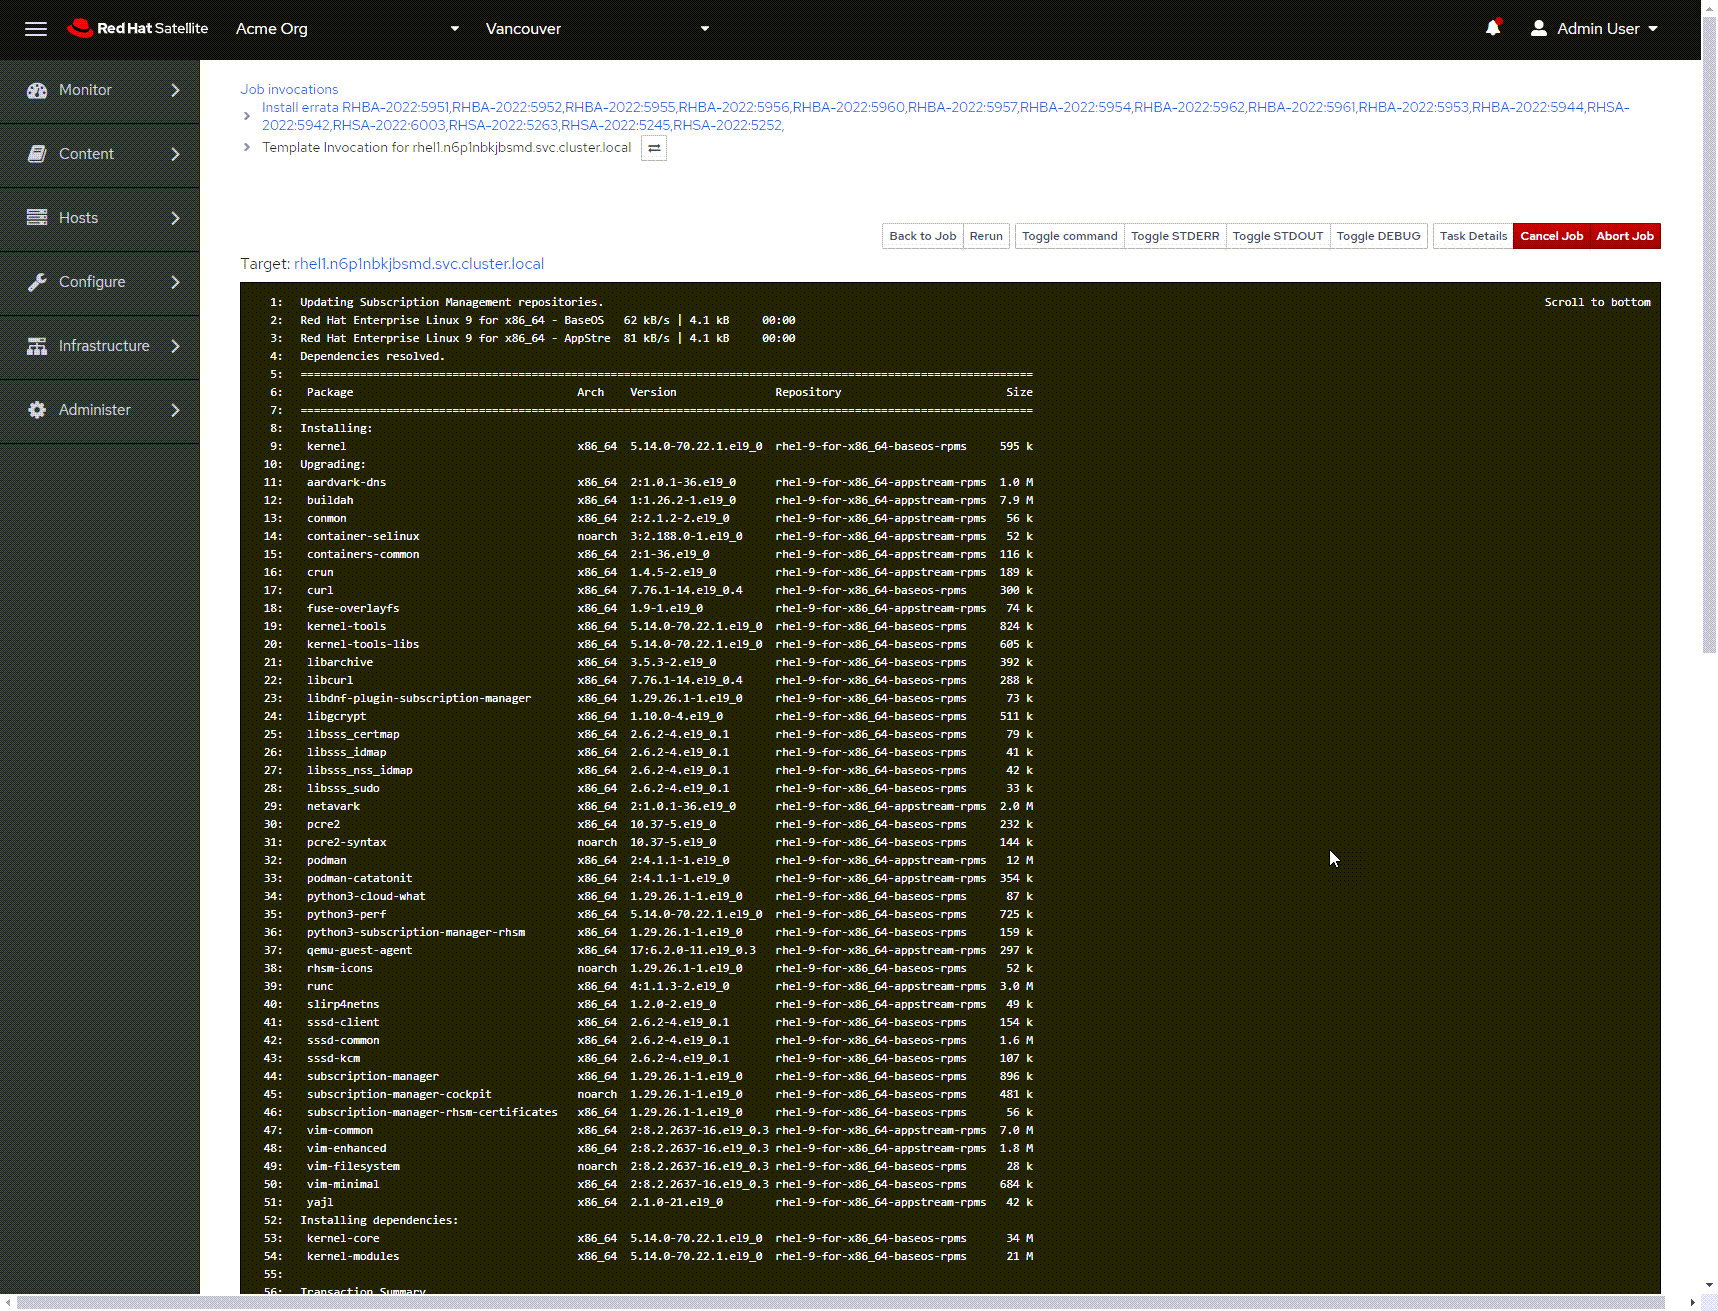 Red Hat Satellite Acme Org Vancouver Admin User
Monitor
Content
Hosts
Configure
Infrastructure
Administer
Job invocations
Install errata RHBA-2022:5951,RHBA-2022:5952,RHBA-2022:5955,RHBA-2022:5956,RHBA-2022:5960,RHBA-2022:5957,RHBA-2022:5954,RHBA-2022:5962,RHBA-2022:5961,RHBA-2022:5953,RHBA-2022:5944,RHSA-
2022:5942,RHSA-2022:6003,RHSA-2022:5263,RHSA-2022:5245,RHSA-2022:5252,
Template Invocation for rhel1.n6p1nbkjbsmd.svc.cluster.local
Back to Job Rerun Toggle command Toggle STDERR Toggle STDOUT Toggle DEBUG Task Details Cancel Job Abort Job
Target: rhel1.n6p1nbkjbsmd.svc.cluster.local
Scroll to bottom
1: Updating Subscription Management repositories.
2: Red Hat Enterprise Linux 9 for x86_64 - BaseOS 62 kB/s | 4.1 kB 00:00
3: Red Hat Enterprise Linux 9 for x86_64 - AppStre 81 kB/s | 4.1 kB 00:00
4: Dependencies resolved.
5: ===============================================================================================================
6: Package Arch Version Repository Size
7: ===============================================================================================================
8: Installing:
9: kernel x86_64 5.14.0-70.22.1.el9_0 rhel-9-for-x86_64-baseos-rpms 595 k
10: Upgrading:
11: aardvark-dns x86_64 2:1.0.1-36.el9_0 rhel-9-for-x86_64-appstream-rpms 1.0 M
12: buildah x86_64 1:1.26.2-1.el9_0 rhel-9-for-x86_64-appstream-rpms 7.9 M
13: conmon x86_64 2:2.1.2-2.el9_0 rhel-9-for-x86_64-appstream-rpms 56 k
14: container-selinux noarch 3:2.188.0-1.el9_0 rhel-9-for-x86_64-appstream-rpms 52 k
15: containers-common x86_64 2:1-36.el9_0 rhel-9-for-x86_64-appstream-rpms 116 k
16: crun x86_64 1.4.5-2.el9_0 rhel-9-for-x86_64-appstream-rpms 189 k
17: curl x86_64 7.76.1-14.el9_0.4 rhel-9-for-x86_64-baseos-rpms 300 k
18: fuse-overlayfs x86_64 1.9-1.el9_0 rhel-9-for-x86_64-appstream-rpms 74 k
19: kernel-tools x86_64 5.14.0-70.22.1.el9_0 rhel-9-for-x86_64-baseos-rpms 824 k
20: kernel-tools-libs x86_64 5.14.0-70.22.1.el9_0 rhel-9-for-x86_64-baseos-rpms 605 k
21: libarchive x86_64 3.5.3-2.el9_0 rhel-9-for-x86_64-baseos-rpms 392 k
22: libcurl x86_64 7.76.1-14.el9_0.4 rhel-9-for-x86_64-baseos-rpms 288 k
23: libdnf-plugin-subscription-manager x86_64 1.29.26.1-1.el9_0 rhel-9-for-x86_64-baseos-rpms 73 k
24: libgcrypt x86_64 1.10.0-4.el9_0 rhel-9-for-x86_64-baseos-rpms 511 k
25: libsss_certmap x86_64 2.6.2-4.el9_0.1 rhel-9-for-x86_64-baseos-rpms 79 k
26: libsss_idmap x86_64 2.6.2-4.el9_0.1 rhel-9-for-x86_64-baseos-rpms 41 k
27: libsss_nss_idmap x86_64 2.6.2-4.el9_0.1 rhel-9-for-x86_64-baseos-rpms 42 k
28: libsss_sudo x86_64 2.6.2-4.el9_0.1 rhel-9-for-x86_64-baseos-rpms 33 k
29: netavark x86_64 2:1.0.1-36.el9_0 rhel-9-for-x86_64-appstream-rpms 2.0 M
30: pcre2 x86_64 10.37-5.el9_0 rhel-9-for-x86_64-baseos-rpms 232 k
31: pcre2-syntax noarch 10.37-5.el9_0 rhel-9-for-x86_64-baseos-rpms 144 k
32: podman x86_64 2:4.1.1-1.el9_0 rhel-9-for-x86_64-appstream-rpms 12 M
33: podman-catatonit x86_64 2:4.1.1-1.el9_0 rhel-9-for-x86_64-appstream-rpms 354 k
34: python3-cloud-what x86_64 1.29.26.1-1.el9_0 rhel-9-for-x86_64-baseos-rpms 87 k
35: python3-perf x86_64 5.14.0-70.22.1.el9_0 rhel-9-for-x86_64-baseos-rpms 725 k
36: python3-subscription-manager-rhsm x86_64 1.29.26.1-1.el9_0 rhel-9-for-x86_64-baseos-rpms 159 k
37: qemu-guest-agent x86_64 17:6.2.0-11.el9_0.3 rhel-9-for-x86_64-appstream-rpms 297 k
38: rhsm-icons noarch 1.29.26.1-1.el9_0 rhel-9-for-x86_64-baseos-rpms 52 k
39: runc x86_64 4:1.1.3-2.el9_0 rhel-9-for-x86_64-appstream-rpms 3.0 M
40: slirp4netns x86_64 1.2.0-2.el9_0 rhel-9-for-x86_64-appstream-rpms 49 k
41: sssd-client x86_64 2.6.2-4.el9_0.1 rhel-9-for-x86_64-baseos-rpms 154 k
42: sssd-common x86_64 2.6.2-4.el9_0.1 rhel-9-for-x86_64-baseos-rpms 1.6 M
43: sssd-kcm x86_64 2.6.2-4.el9_0.1 rhel-9-for-x86_64-baseos-rpms 107 k
44: subscription-manager x86_64 1.29.26.1-1.el9_0 rhel-9-for-x86_64-baseos-rpms 896 k
45: subscription-manager-cockpit noarch 1.29.26.1-1.el9_0 rhel-9-for-x86_64-baseos-rpms 481 k
46: subscription-manager-rhsm-certificates x86_64 1.29.26.1-1.el9_0 rhel-9-for-x86_64-baseos-rpms 56 k
47: vim-common x86_64 2:8.2.2637-16.el9_0.3 rhel-9-for-x86_64-appstream-rpms 7.0 M
48: vim-enhanced x86_64 2:8.2.2637-16.el9_0.3 rhel-9-for-x86_64-appstream-rpms 1.8 M
49: vim-filesystem noarch 2:8.2.2637-16.el9_0.3 rhel-9-for-x86_64-baseos-rpms 28 k
50: vim-minimal x86_64 2:8.2.2637-16.el9_0.3 rhel-9-for-x86_64-baseos-rpms 684 k
51: yajl x86_64 2.1.0-21.el9_0 rhel-9-for-x86_64-appstream-rpms 42 k
52: Installing dependencies:
53: kernel-core x86_64 5.14.0-70.22.1.el9_0 rhel-9-for-x86_64-baseos-rpms 34 M
54: kernel-modules x86_64 5.14.0-70.22.1.el9_0 rhel-9-for-x86_64-baseos-rpms 21 M
55:
56: Transaction Summary